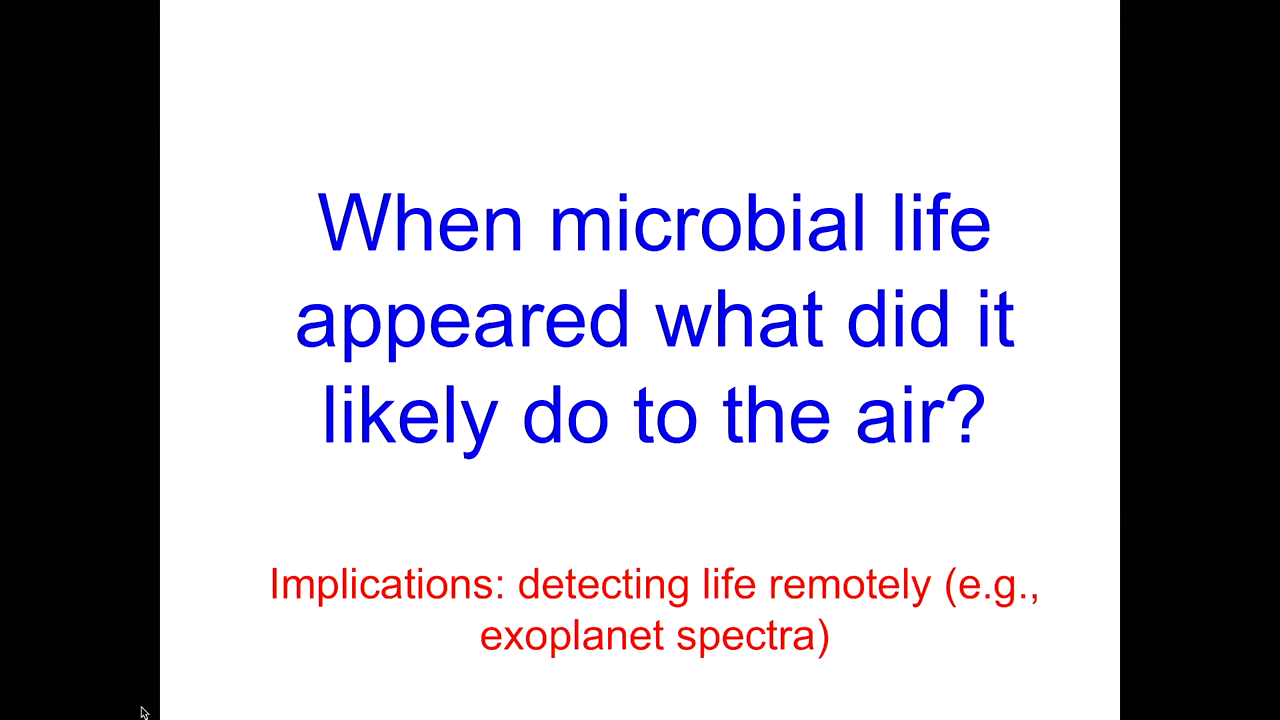 When microbial life
appeared what did it
likely do to the air?
Implications: detecting life remotely (e.g.,
exoplanet spectra)